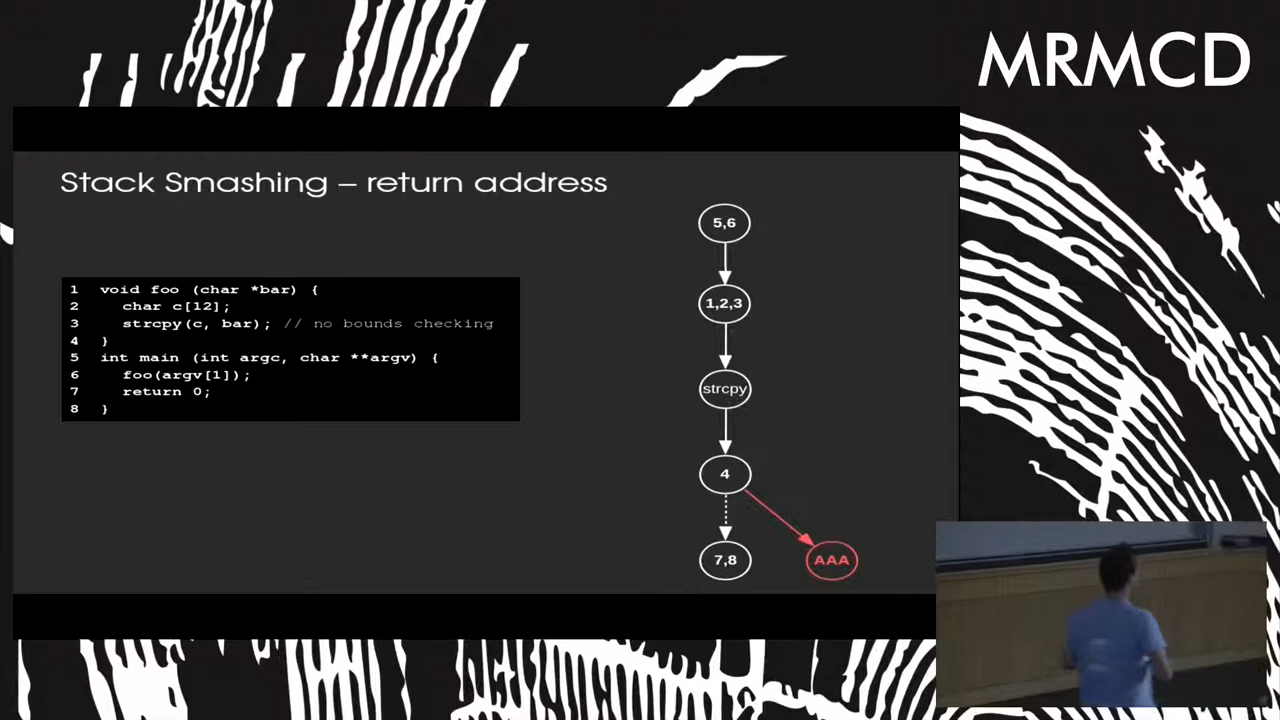 MRMCD
Stack Smashing – return address
5,6
1,2,3
strcpy
4
7,8
AAA
1 void foo (char *bar) {
2 char c[12];
3 strcpy(c, bar); // no bounds checking
4 }
5 int main (int argc, char **argv) {
6 foo(argv[1]);
7 return 0;
8 }